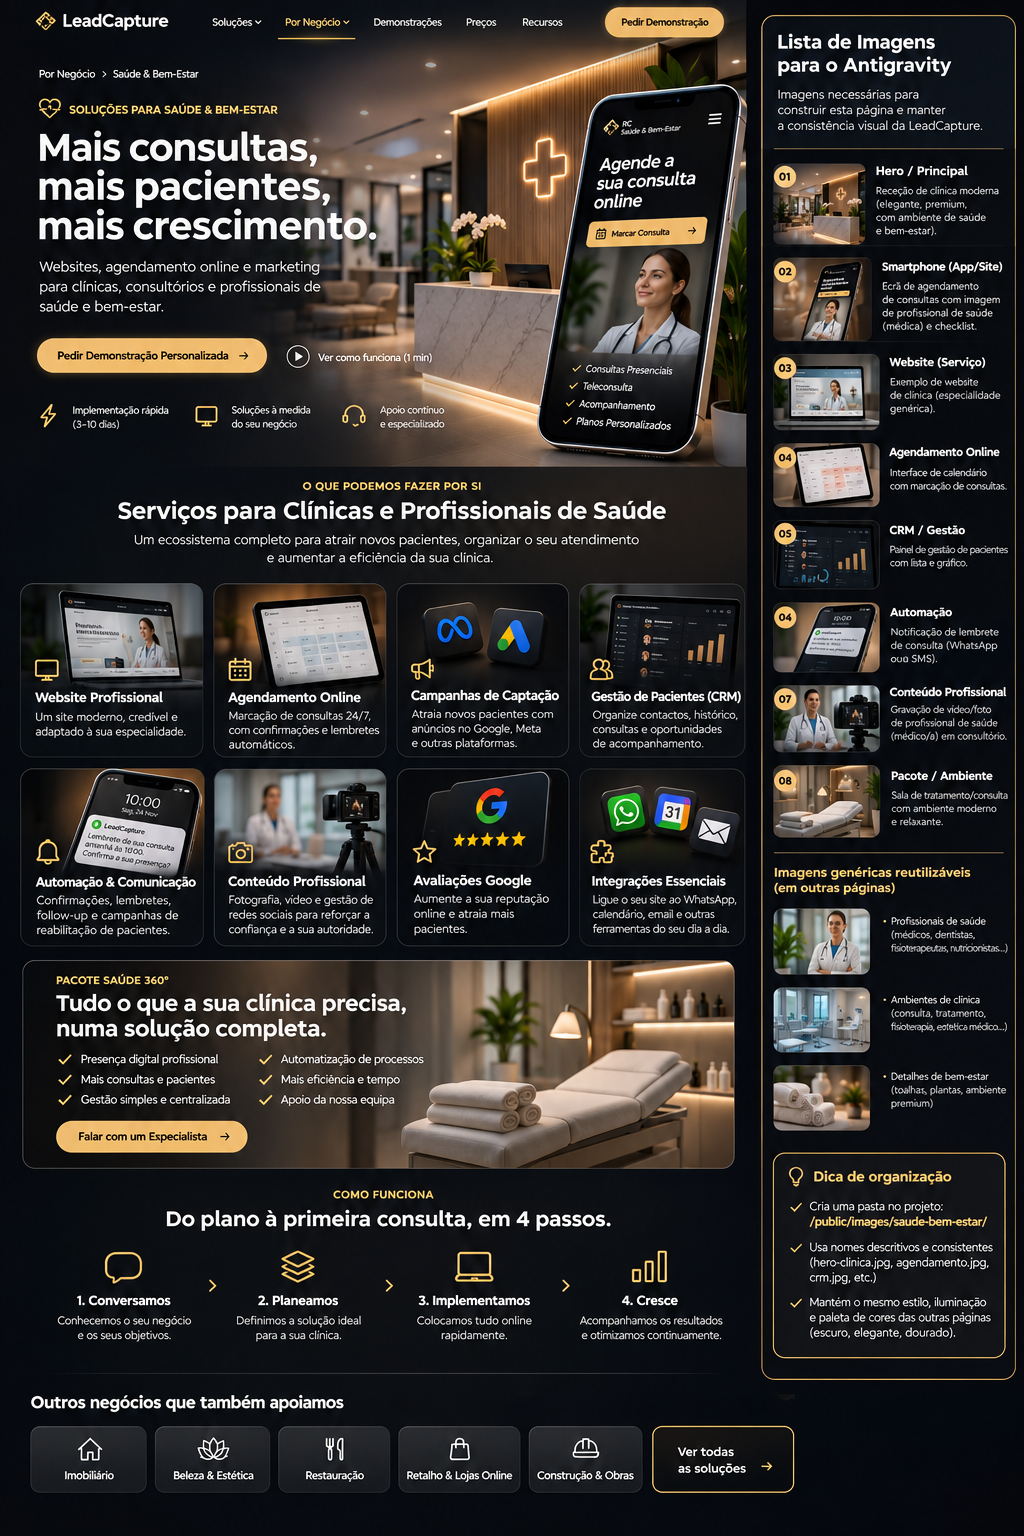 LeadCapture
Soluções
Por Negócio
Demonstrações
Preços
Recursos
Pedir Demonstração
Por Negócio > Saúde & Bem-Estar
SOLUÇÕES PARA SAÚDE & BEM-ESTAR
Mais consultas,
mais pacientes,
mais crescimento.
Websites, agendamento online e marketing
para clínicas, consultórios e profissionais de
saúde e bem-estar.
Pedir Demonstração Personalizada →
Ver como funciona (1 min)
Implementação rápida
(3-10 dias)
Soluções à medida
do seu negócio
Apoio contínuo
e especializado
RC
Saúde & Bem-Estar
Agende a
sua consulta
online
Marcar Consulta →
Consultas Presenciais
Teleconsulta
Acompanhamento
Planos Personalizados
O QUE PODEMOS FAZER POR SI
Serviços para Clínicas e Profissionais de Saúde
Um ecossistema completo para atrair novos pacientes, organizar o seu atendimento
e aumentar a eficiência da sua clínica.
Website Profissional
Um site moderno, credível e
adaptado à sua especialidade.
Agendamento Online
Marcação de consultas 24/7,
com confirmações e lembretes
automáticos.
Campanhas de Captação
Atraia novos pacientes com
anúncios no Google, Meta
e outras plataformas.
Gestão de Pacientes (CRM)
Organize contactos, histórico,
consultas e oportunidades
de acompanhamento.
10:00
24 Nov
LeadCapture
Lembrete da sua consulta
amanhã às 10:00.
Confirma a sua presença?
Automação & Comunicação
Confirmações, lembretes,
follow-up e campanhas de
reabilitação de pacientes.
Conteúdo Profissional
Fotografia, vídeo e gestão de
redes sociais para reforçar a
confiança e a sua autoridade.
G
Avaliações Google
Aumente a sua reputação
online e atraia mais
pacientes.
31
Integrações Essenciais
Ligue o seu site ao WhatsApp,
calendário, email e outras
ferramentas do seu dia a dia.
PACOTE SAÚDE 360°
Tudo o que a sua clínica precisa,
numa solução completa.
Presença digital profissional
Mais consultas e pacientes
Gestão simples e centralizada
Automatização de processos
Mais eficiência e tempo
Apoio da nossa equipa
Falar com um Especialista →
COMO FUNCIONA
Do plano à primeira consulta, em 4 passos.
1. Conversamos
Conhecemos o seu negócio
e os seus objetivos.
2. Planeamos
Definimos a solução ideal
para a sua clínica.
3. Implementamos
Colocamos tudo online
rapidamente.
4. Cresce
Acompanhamos os resultados
e otimizamos continuamente.
Outros negócios que também apoiamos
Imobiliário
Beleza & Estética
Restauração
Retalho & Lojas Online
Construção & Obras
Ver todas
as soluções →
Lista de Imagens
para o Antigravity
Imagens necessárias para
construir esta página e manter
a consistência visual da LeadCapture.
01
Hero / Principal
Receção de clínica moderna
(elegante, premium,
com ambiente de saúde
e bem-estar).
02
Smartphone (App/Site)
Ecrã de agendamento
de consultas com imagem
de profissional de saúde
(médica) e checklist.
03
Website (Serviço)
Exemplo de website
de clínica (especialidade
genérica).
04
Agendamento Online
Interface de calendário
com marcação de consultas.
05
CRM / Gestão
Painel de gestão de pacientes
com lista e gráfico.
04
Automação
Notificação de lembrete
de consulta (WhatsApp
ouo SMS).
07
Conteúdo Profissional
Gravação de vídeo/foto
de profissional de saúde
(médico/a) em consultório.
08
Pacote / Ambiente
Sala de tratamento/consulta
com ambiente moderno
e relaxante.
Imagens genéricas reutilizáveis
(em outras páginas)
• Profissionais de saúde
(médicos, dentistas,
fisioterapeutas, nutricionistas...)
• Ambientes de clínica
(consulta, tratamento,
fisioterapia, estética médico...)
• Detalhes de bem-estar
(toalhas, plantas, ambiente
premium)
Dica de organização
Cria uma pasta no projeto:
/public/images/saude-bem-estar/
Usa nomes descritivos e consistentes
(hero-clinica.jpg, agendamento.jpg,
crm.jpg, etc.)
Mantém o mesmo estilo, iluminação
e paleta de cores das outras páginas
(escuro, elegante, dourado).